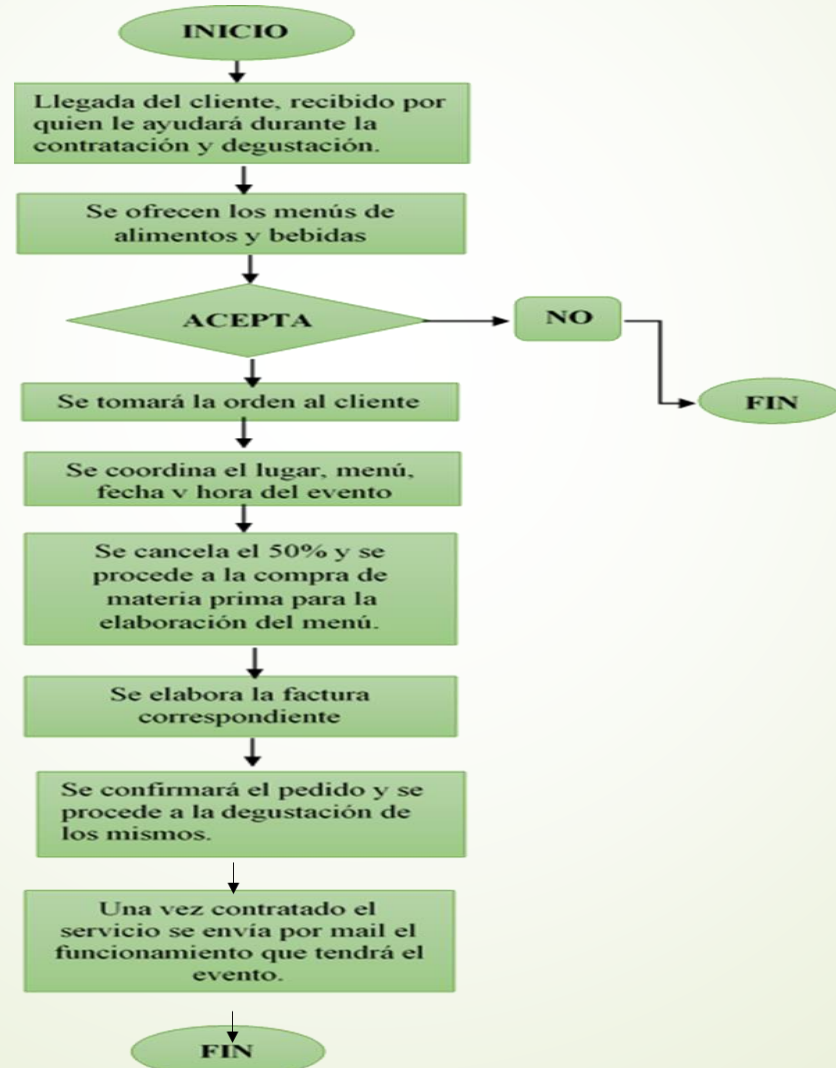 INICIO
Llegada del cliente, recibido por
quien le ayudará durante la
contratación y degustación.
Se ofrecen los menús de
alimentos y bebidas
ACEPTA
NO
FIN
Se tomará la orden al cliente
Se coordina el lugar, menú,
fecha v hora del evento
Se cancela el 50% y se
procede a la compra de
materia prima para la
elaboración del menú.
Se elabora la factura
correspondiente
Se confirmará el pedido y se
procede a la degustación de
los mismos.
Una vez contratado el
servicio se envía por mail el
funcionamiento que tendrá el
evento.
FIN